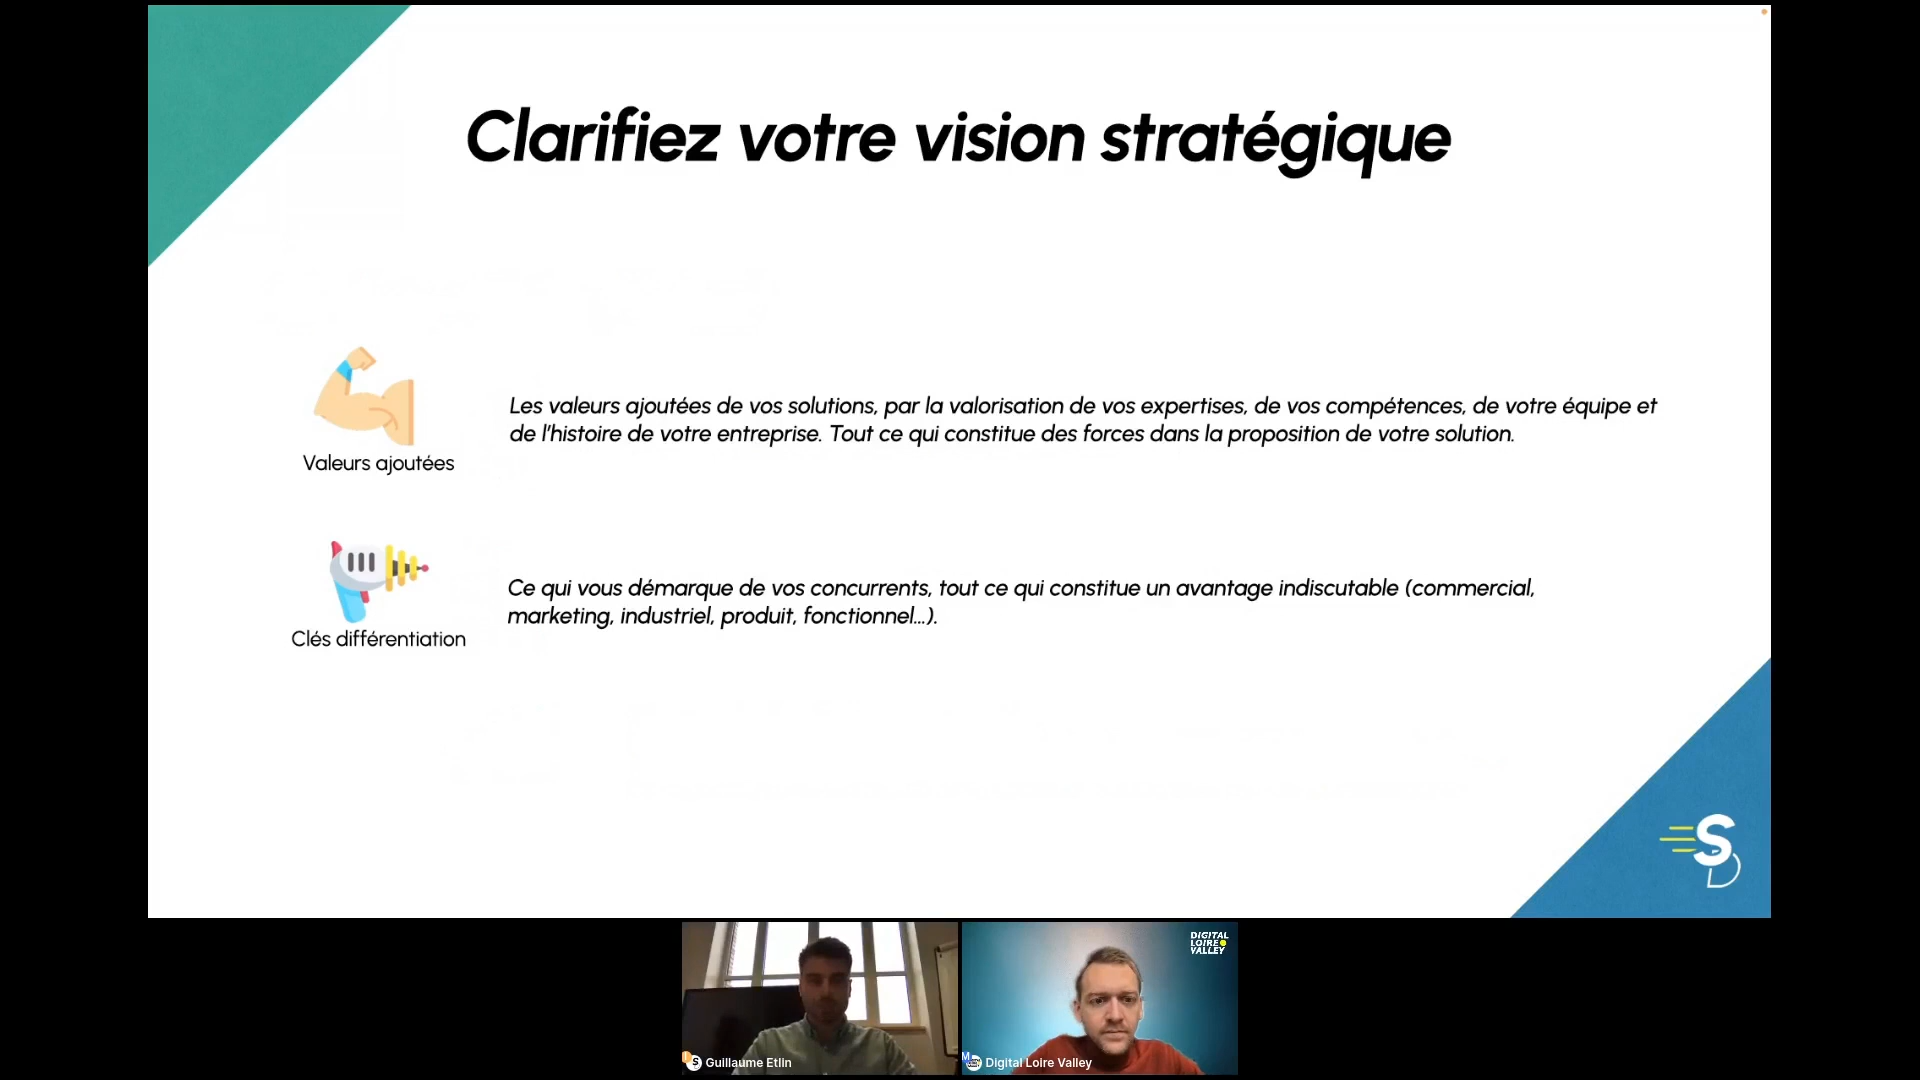 Clarifiez votre vision stratégique
Les valeurs ajoutées de vos solutions, par la valorisation de vos expertises, de vos compétences, de votre équipe et
de l'histoire de votre entreprise. Tout ce qui constitue des forces dans la proposition de votre solution.
Valeurs ajoutées
Ce qui vous démarque de vos concurrents, tout ce qui constitue un avantage indiscutable (commercial,
marketing, industriel, produit, fonctionnel...).
Clés différentiation
S
D
DIGITAL
LOIRE
VALLEY
Guillaume Etlin
Digital Loire Valley